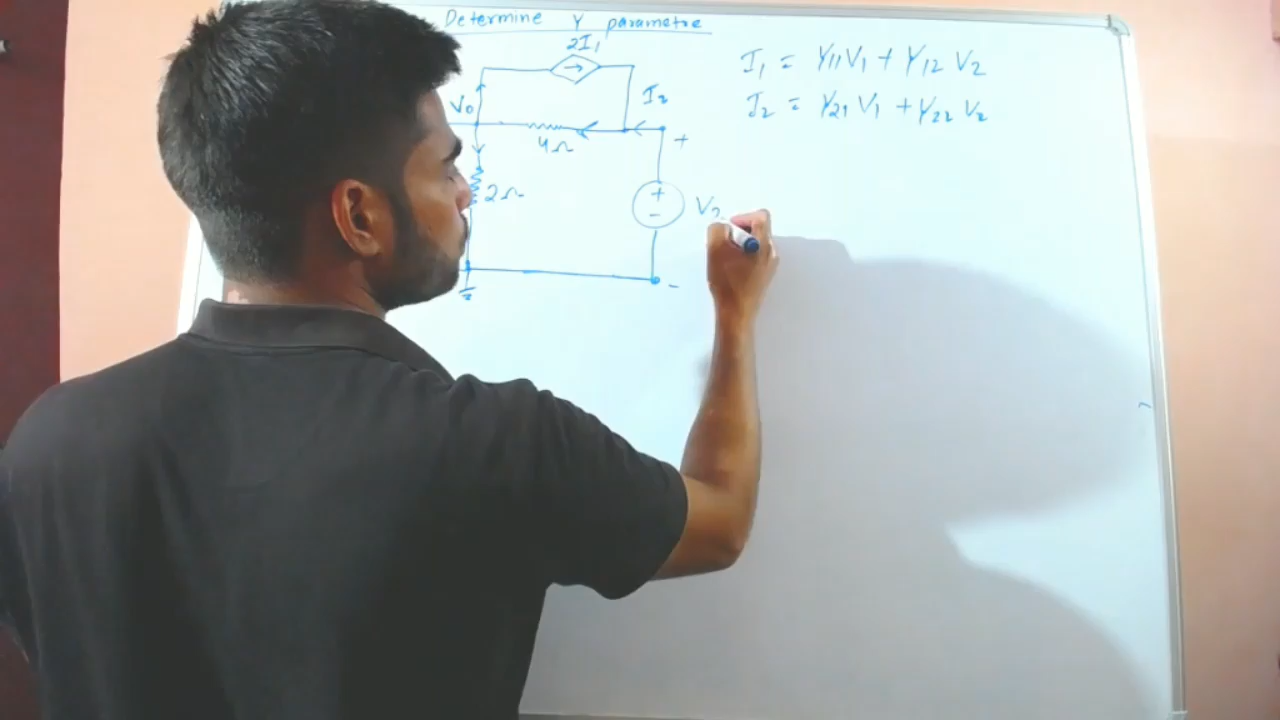 Determine Y parametre
2I1
I1 = Y11V1 + Y12 V2
I2 = Y21 V1 + Y22 V2
I2
V0
4Ω
+
2Ω
+
-
V2
-